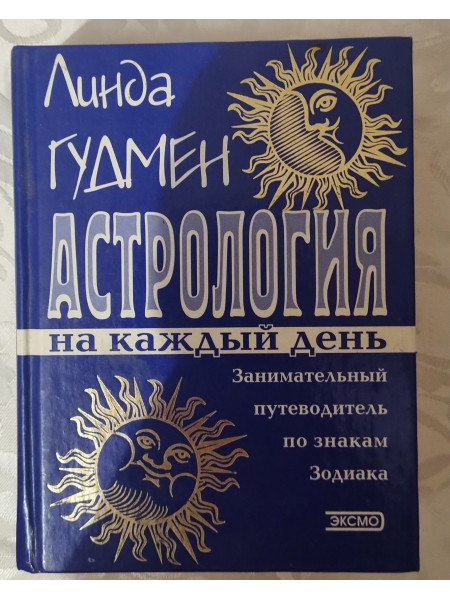 Линда
ГУДМЕН
АСТРОЛОГИЯ
на каждый день
Занимательный
путеводитель
по знакам
Зодиака
ЭКСМО